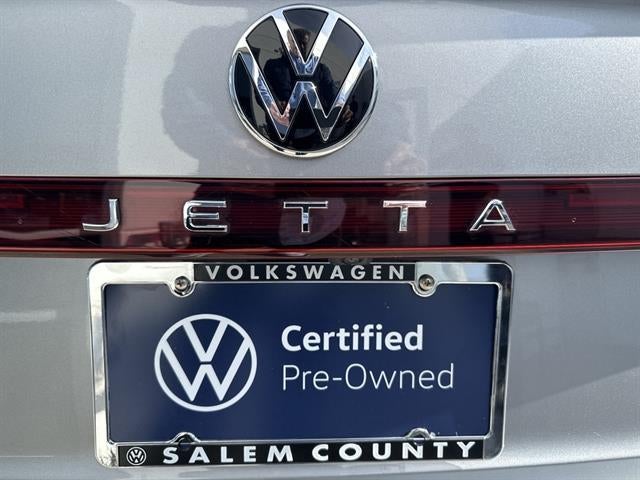 JETTA
VOLKSWAGEN
Certified
Pre-Owned
SALEM COUNTY